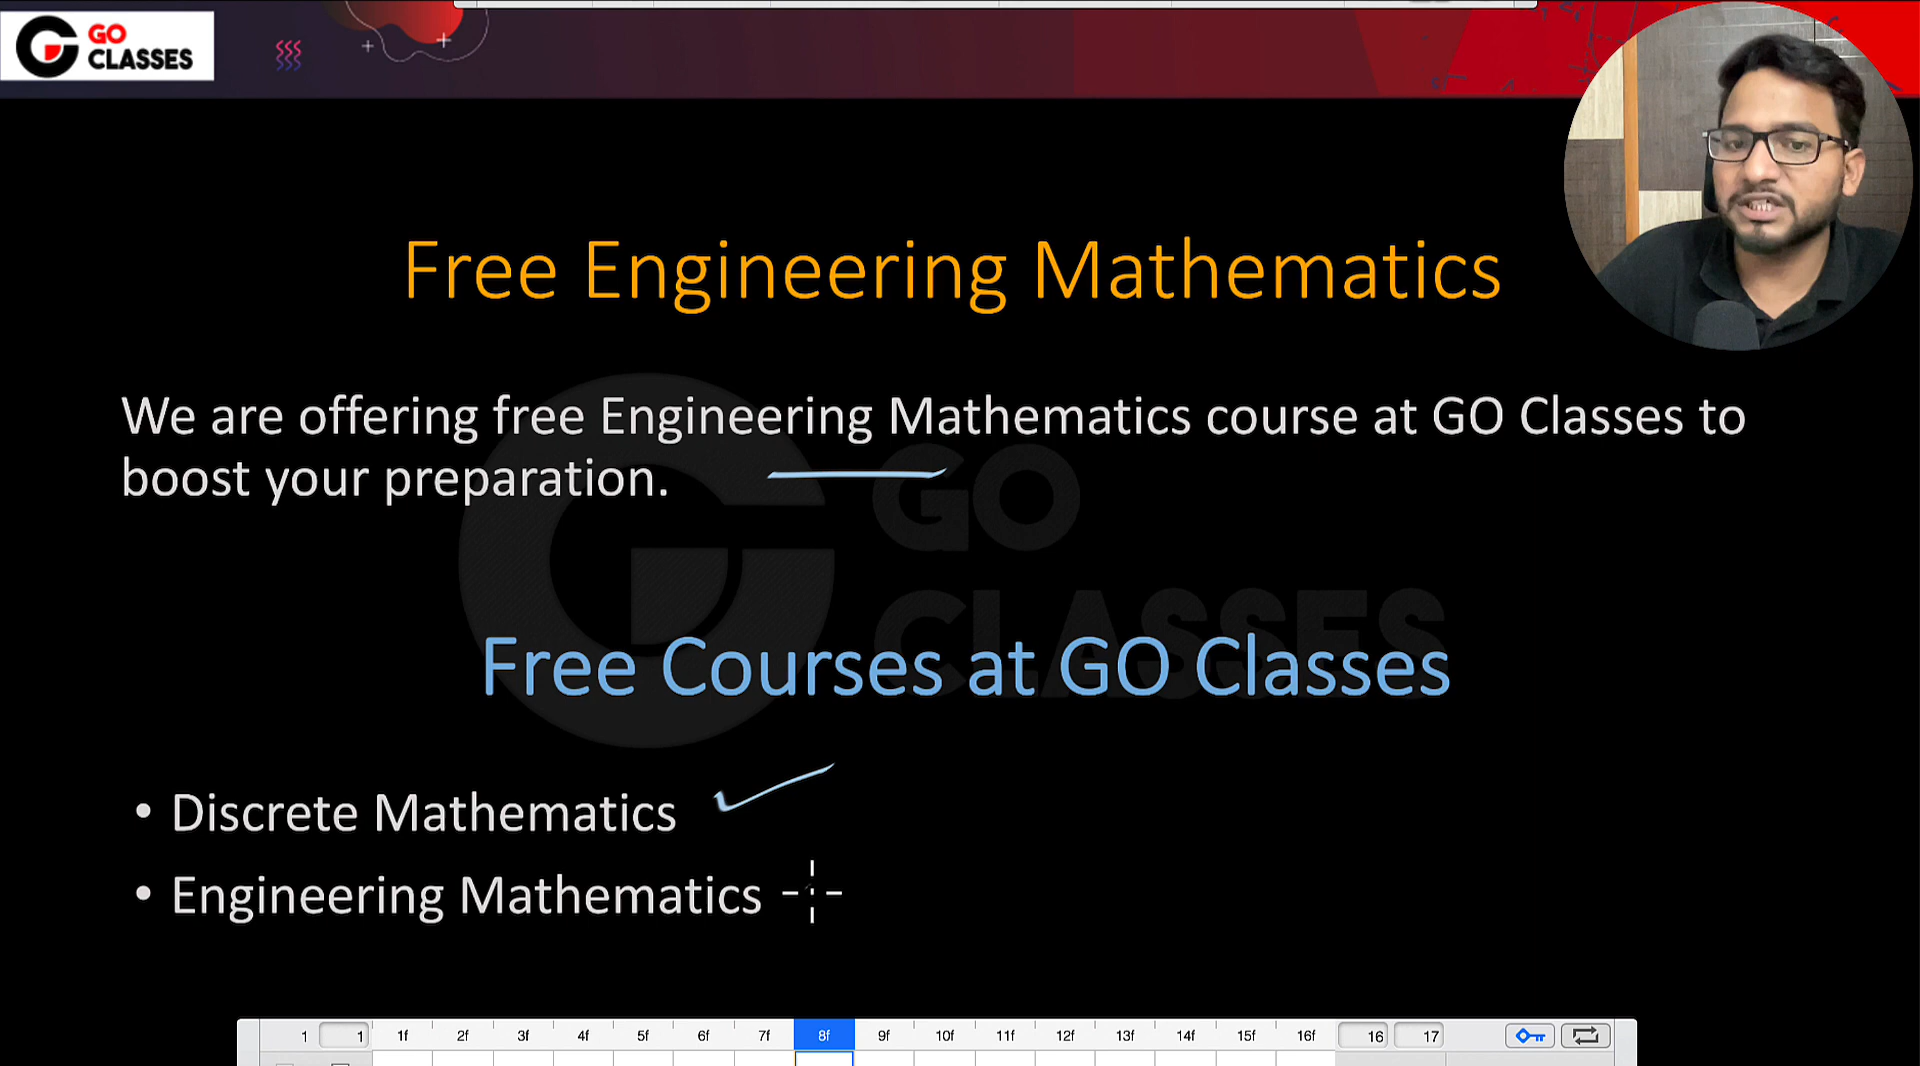 GO
CLASSES
Free Engineering Mathematics
We are offering free Engineering Mathematics course at GO Classes to
boost your preparation.
GO
CLASSES
Free Courses at GO Classes
• Discrete Mathematics
• Engineering Mathematics
1 1 1f 2f 3f 4f 5f 6f 7f 8f 9f 10f 11f 12f 13f 14f 15f 16f 16 17